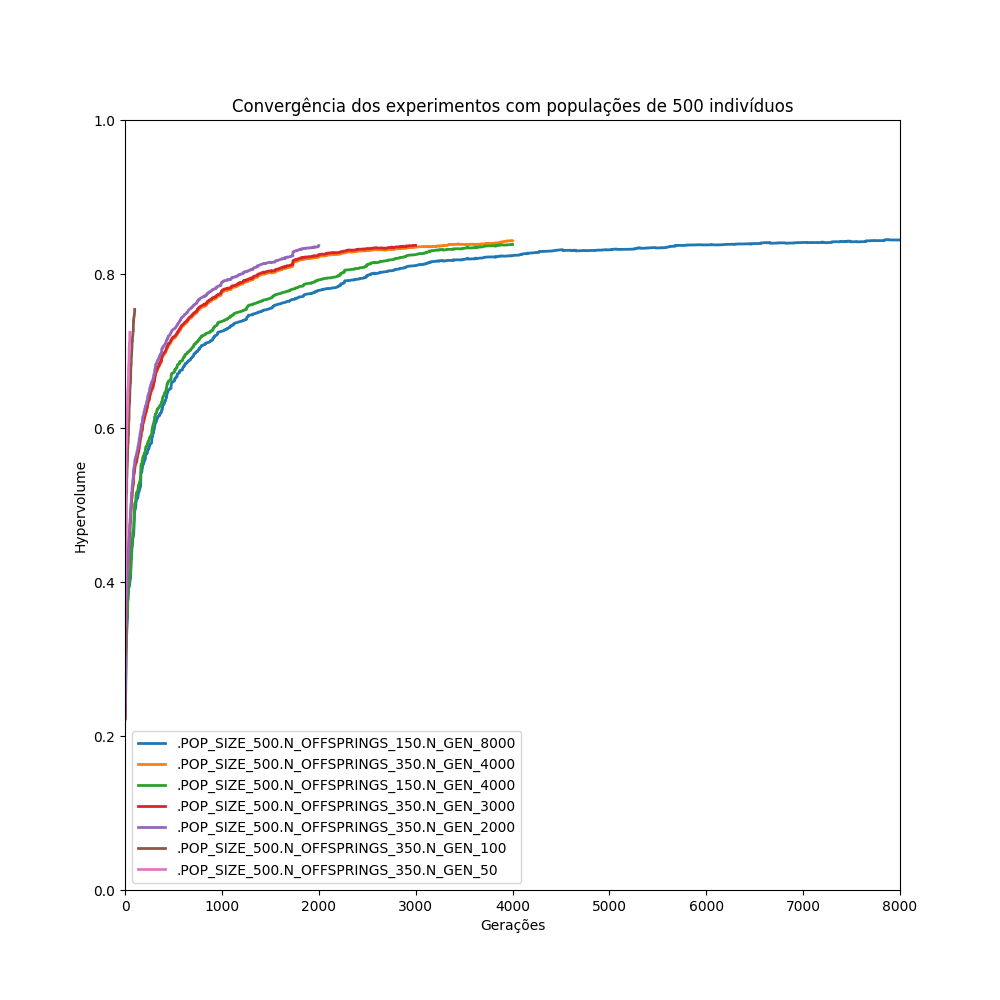 Convergência dos experimentos com populações de 500 indivíduos
1.0
0.8
0.6
0.4
0.2
0.0
Hypervolume
.POP_SIZE_500.N_OFFSPRINGS_150.N_GEN_8000
.POP_SIZE_500.N_OFFSPRINGS_350.N_GEN_4000
.POP_SIZE_500.N_OFFSPRINGS_150.N_GEN_4000
.POP_SIZE_500.N_OFFSPRINGS_350.N_GEN_3000
.POP_SIZE_500.N_OFFSPRINGS_350.N_GEN_2000
.POP_SIZE_500.N_OFFSPRINGS_350.N_GEN_100
.POP_SIZE_500.N_OFFSPRINGS_350.N_GEN_50
0 1000 2000 3000 4000 5000 6000 7000 8000
Gerações